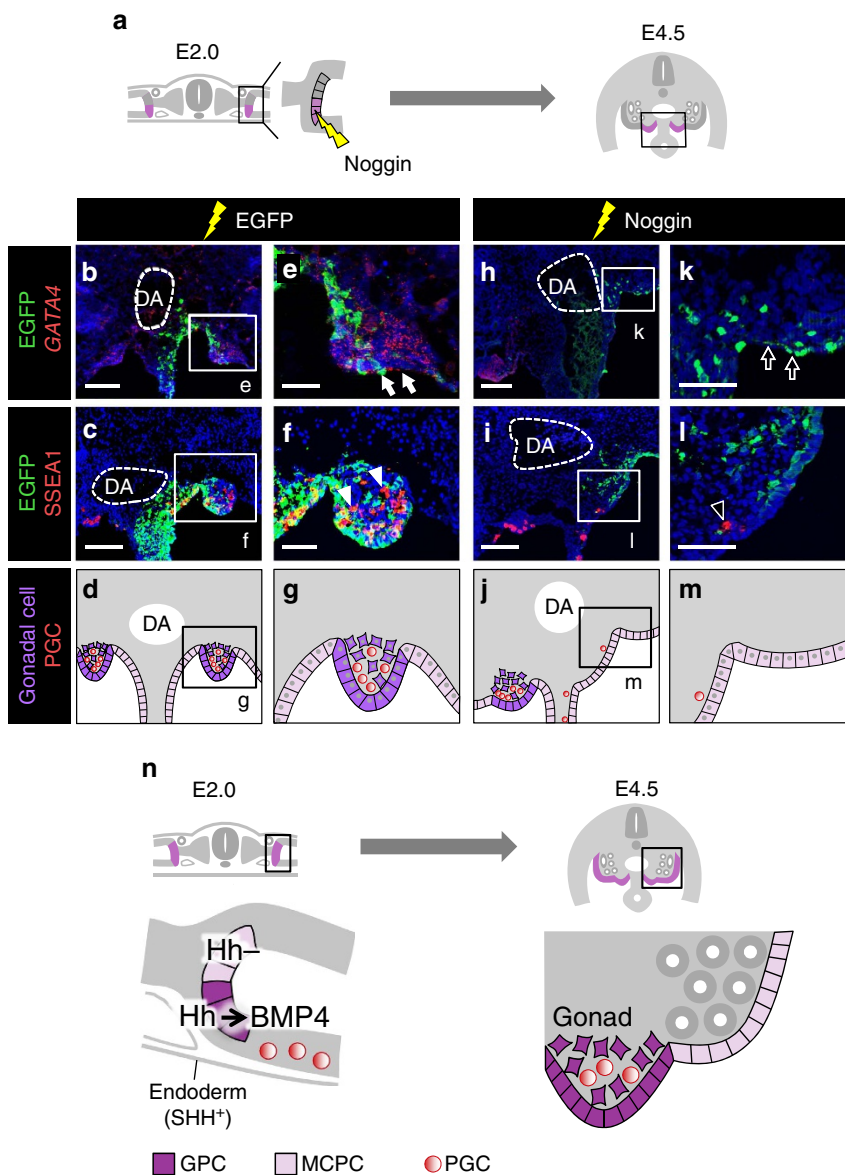 a
E2.0
E4.5
Noggin
EGFP
Noggin
EGFP
GATA4
b
DA
e
e
h
DA
k
k
EGFP
SSEA1
c
DA
f
f
i
DA
l
l
Gonadal cell
PGC
d
DA
g
g
j
DA
m
m
n
E2.0
E4.5
Hh–
Hh → BMP4
Endoderm
(SHH+)
Gonad
GPC
MCPC
PGC